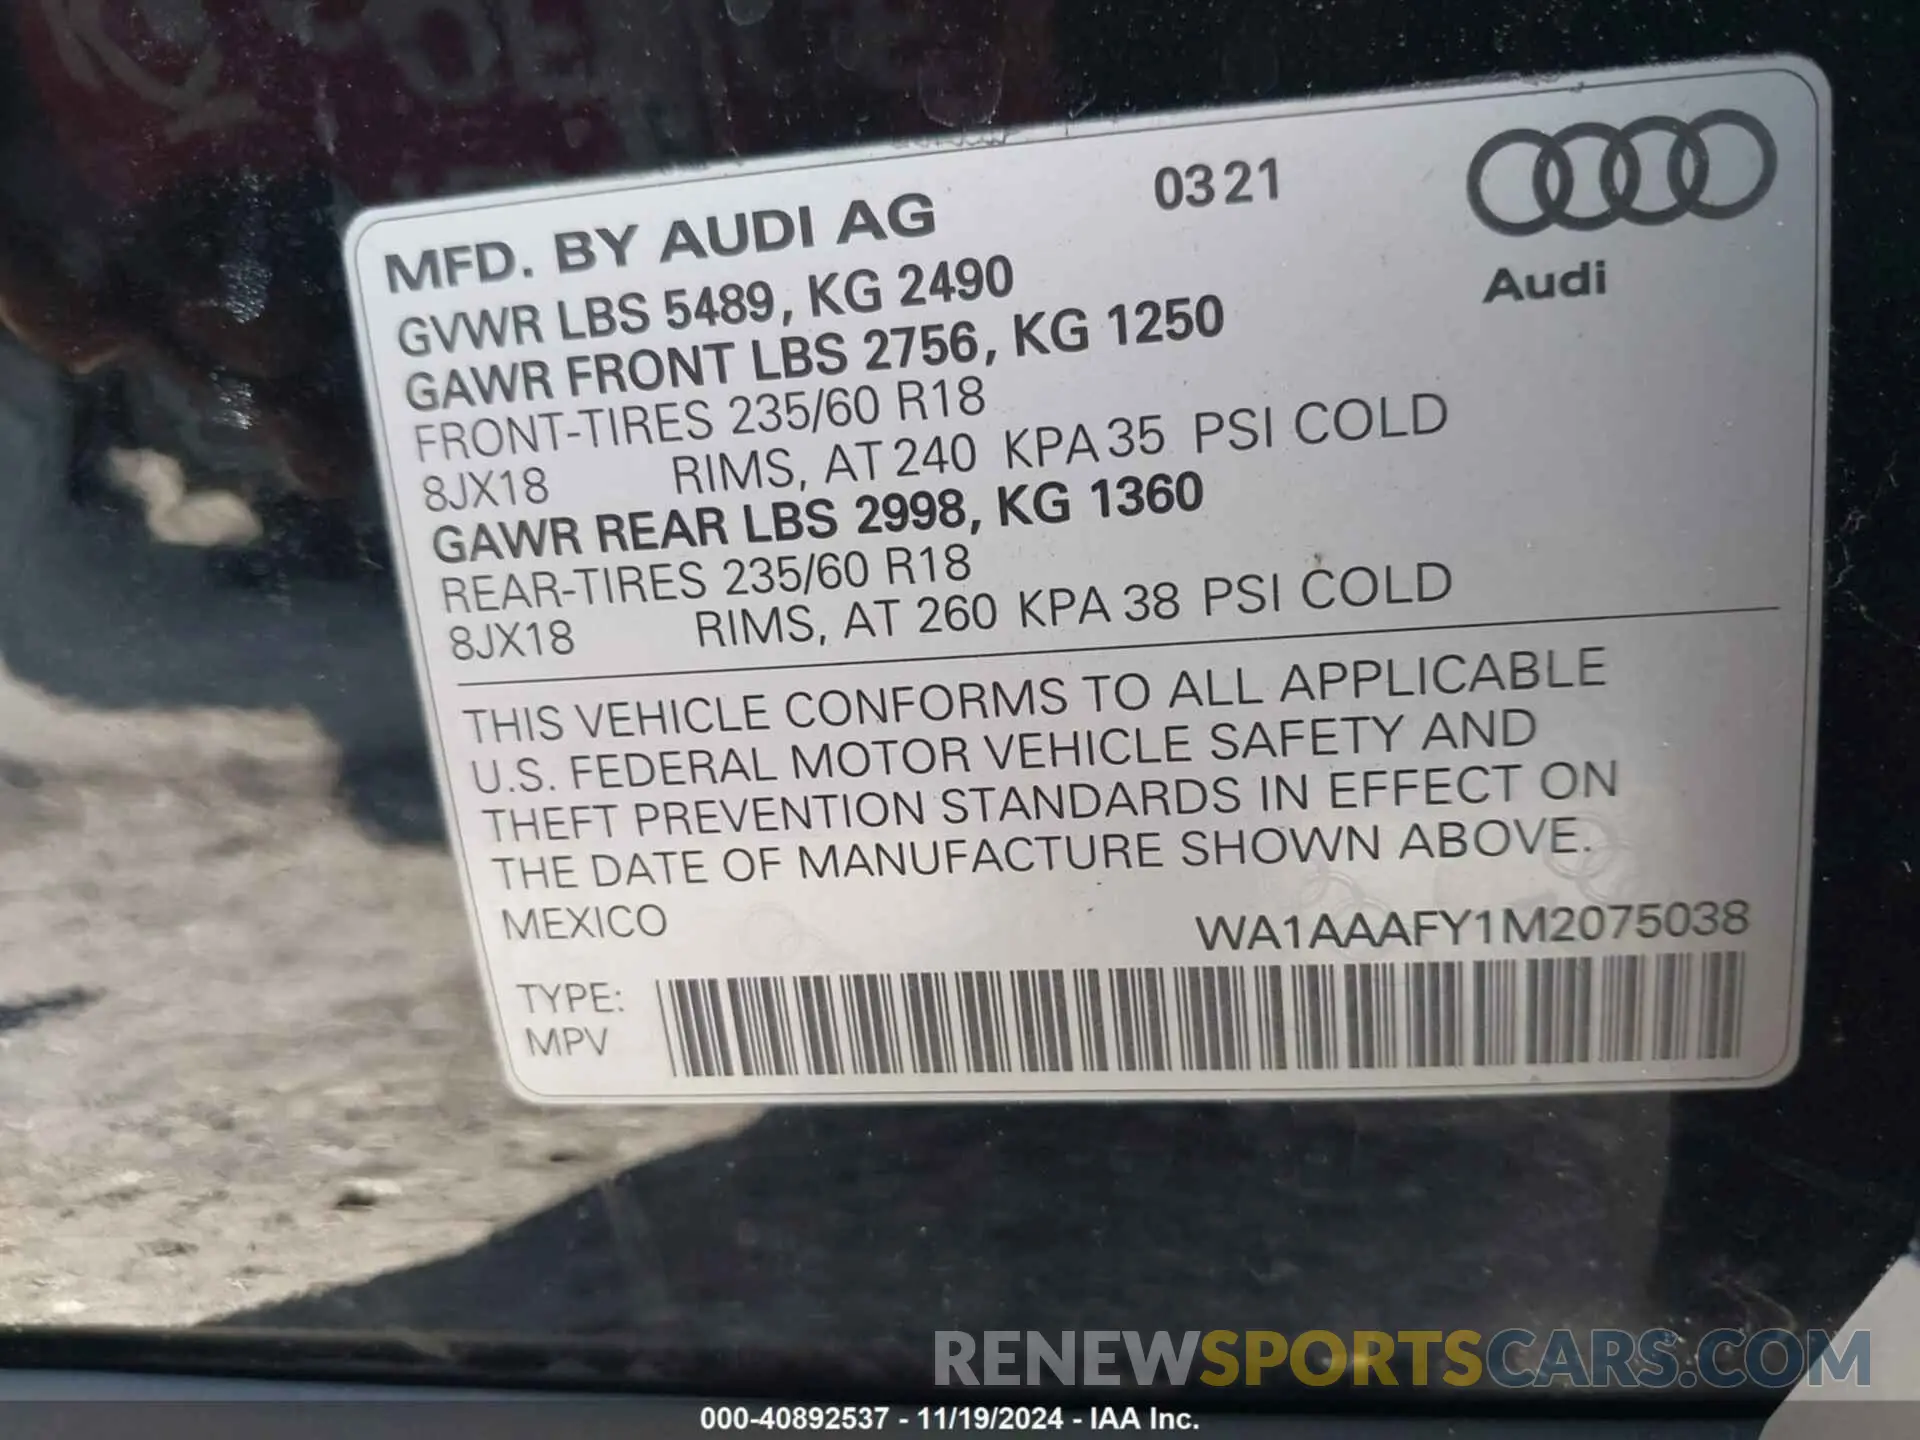 MFD. BY AUDI AG 0321
Audi
GVWR LBS 5489, KG 2490
GAWR FRONT LBS 2756, KG 1250
FRONT-TIRES 235/60 R18
8JX18 RIMS, AT 240 KPA 35 PSI COLD
GAWR REAR LBS 2998, KG 1360
REAR-TIRES 235/60 R18
8JX18 RIMS, AT 260 KPA 38 PSI COLD
THIS VEHICLE CONFORMS TO ALL APPLICABLE
U.S. FEDERAL MOTOR VEHICLE SAFETY AND
THEFT PREVENTION STANDARDS IN EFFECT ON
THE DATE OF MANUFACTURE SHOWN ABOVE.
MEXICO WA1AAAFY1M2075038
TYPE:
MPV
RENEWSPORTSCARS.COM
000-40892537 - 11/19/2024 - IAA Inc.